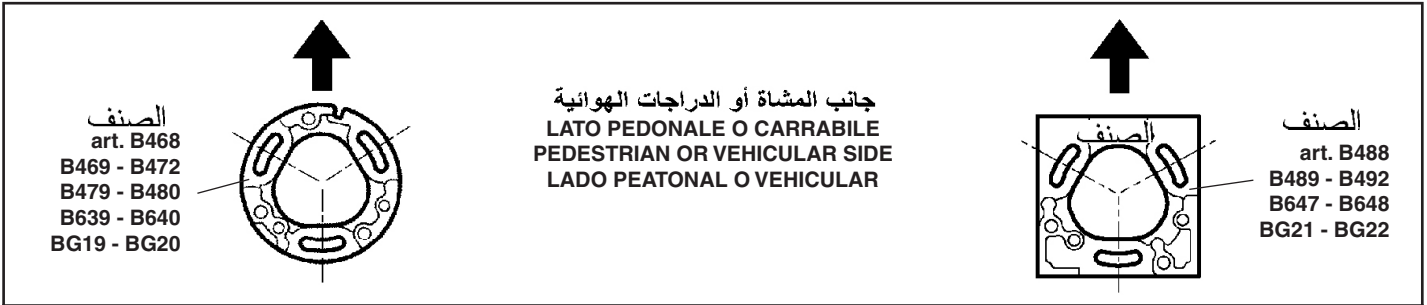 الصنف
art. B468
B469 - B472
B479 - B480
B639 - B640
BG19 - BG20
جانب المشاة أو الدراجات الهوائية
LATO PEDONALE O CARRABILE
PEDESTRIAN OR VEHICULAR SIDE
LADO PEATONAL O VEHICULAR
الصنف
الصنف
art. B488
B489 - B492
B647 - B648
BG21 - BG22